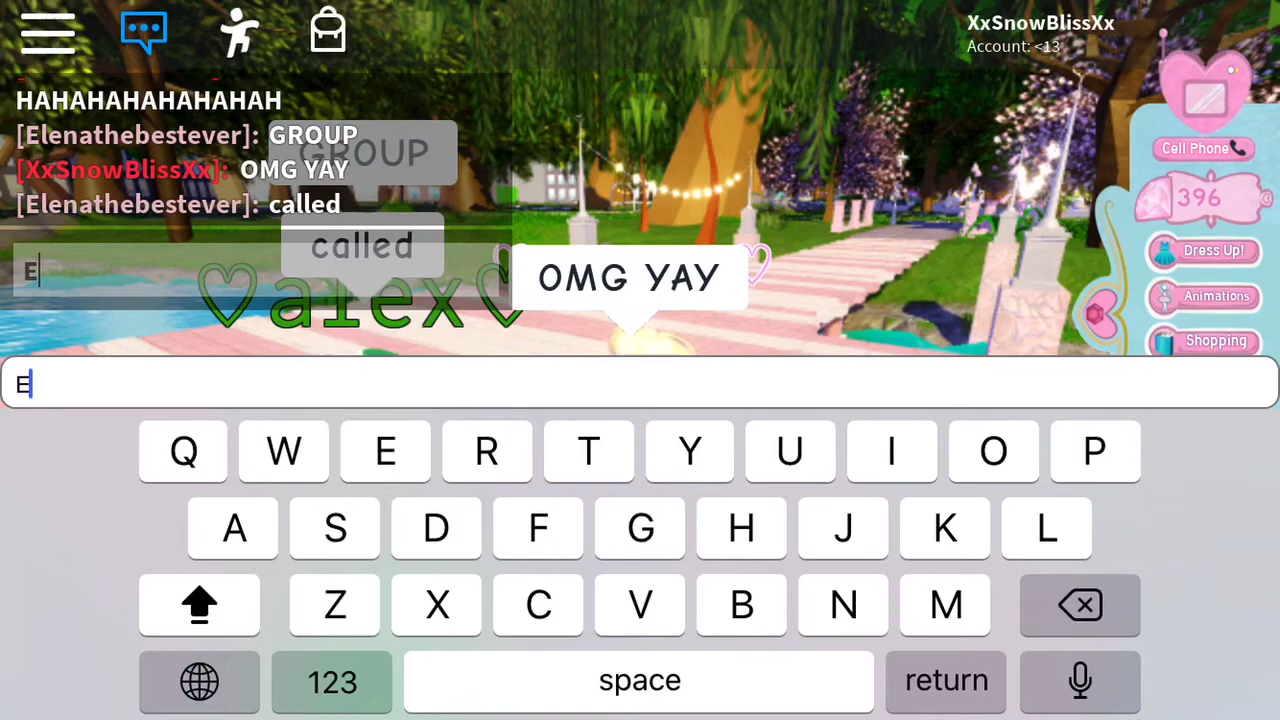 XxSnowBlissXx
Account: <13
HAHAHAHAHAHAHAH
[Elenathebestever]: GROUP
[XxSnowBlissXx]: OMG YAY
[Elenathebestever]: called
E
GROUP
called
♡alex♡
OMG YAY
Cell Phone📞
396
Dress Up!
Animations
Shopping
E
Q W E R T Y U I O P
A S D F G H J K L
Z X C V B N M
123 space return